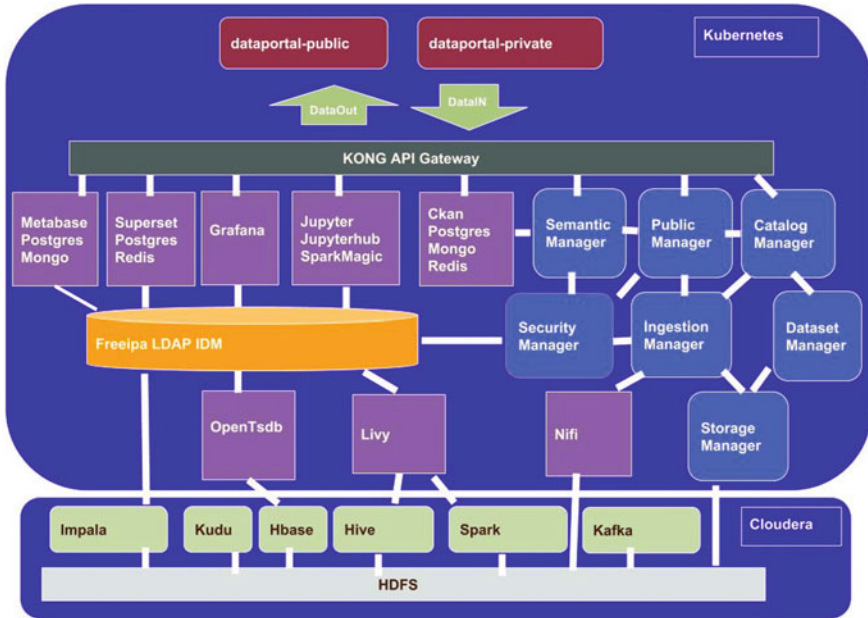 dataportal-public
dataportal-private
Kubernetes
DataOut
DataIN
KONG API Gateway
Metabase
Postgres
Mongo
Superset
Postgres
Redis
Grafana
Jupyter
Jupyterhub
SparkMagic
Ckan
Postgres
Mongo
Redis
Semantic
Manager
Public
Manager
Catalog
Manager
Freeipa LDAP IDM
Security
Manager
Ingestion
Manager
Dataset
Manager
OpenTsdb
Livy
Nifi
Storage
Manager
Impala
Kudu
Hbase
Hive
Spark
Kafka
Cloudera
HDFS